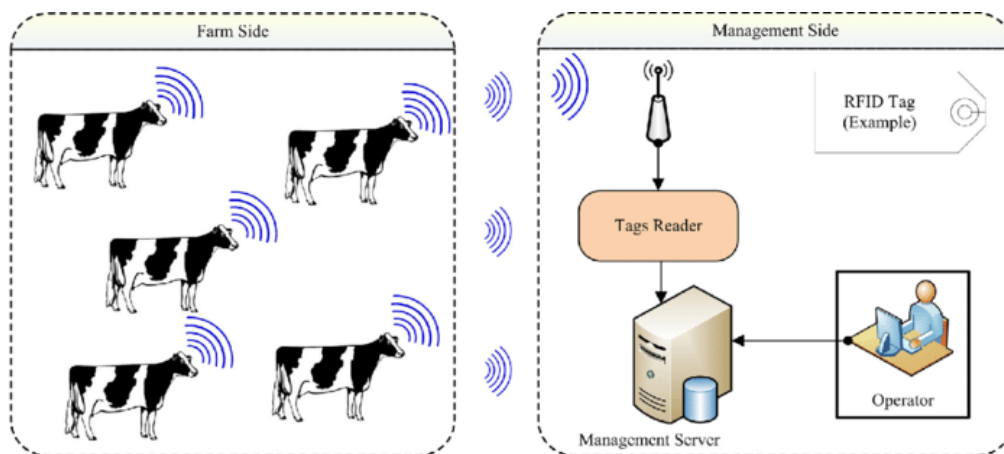 Farm Side
Management Side
RFID Tag
(Example)
Tags Reader
Operator
Management Server